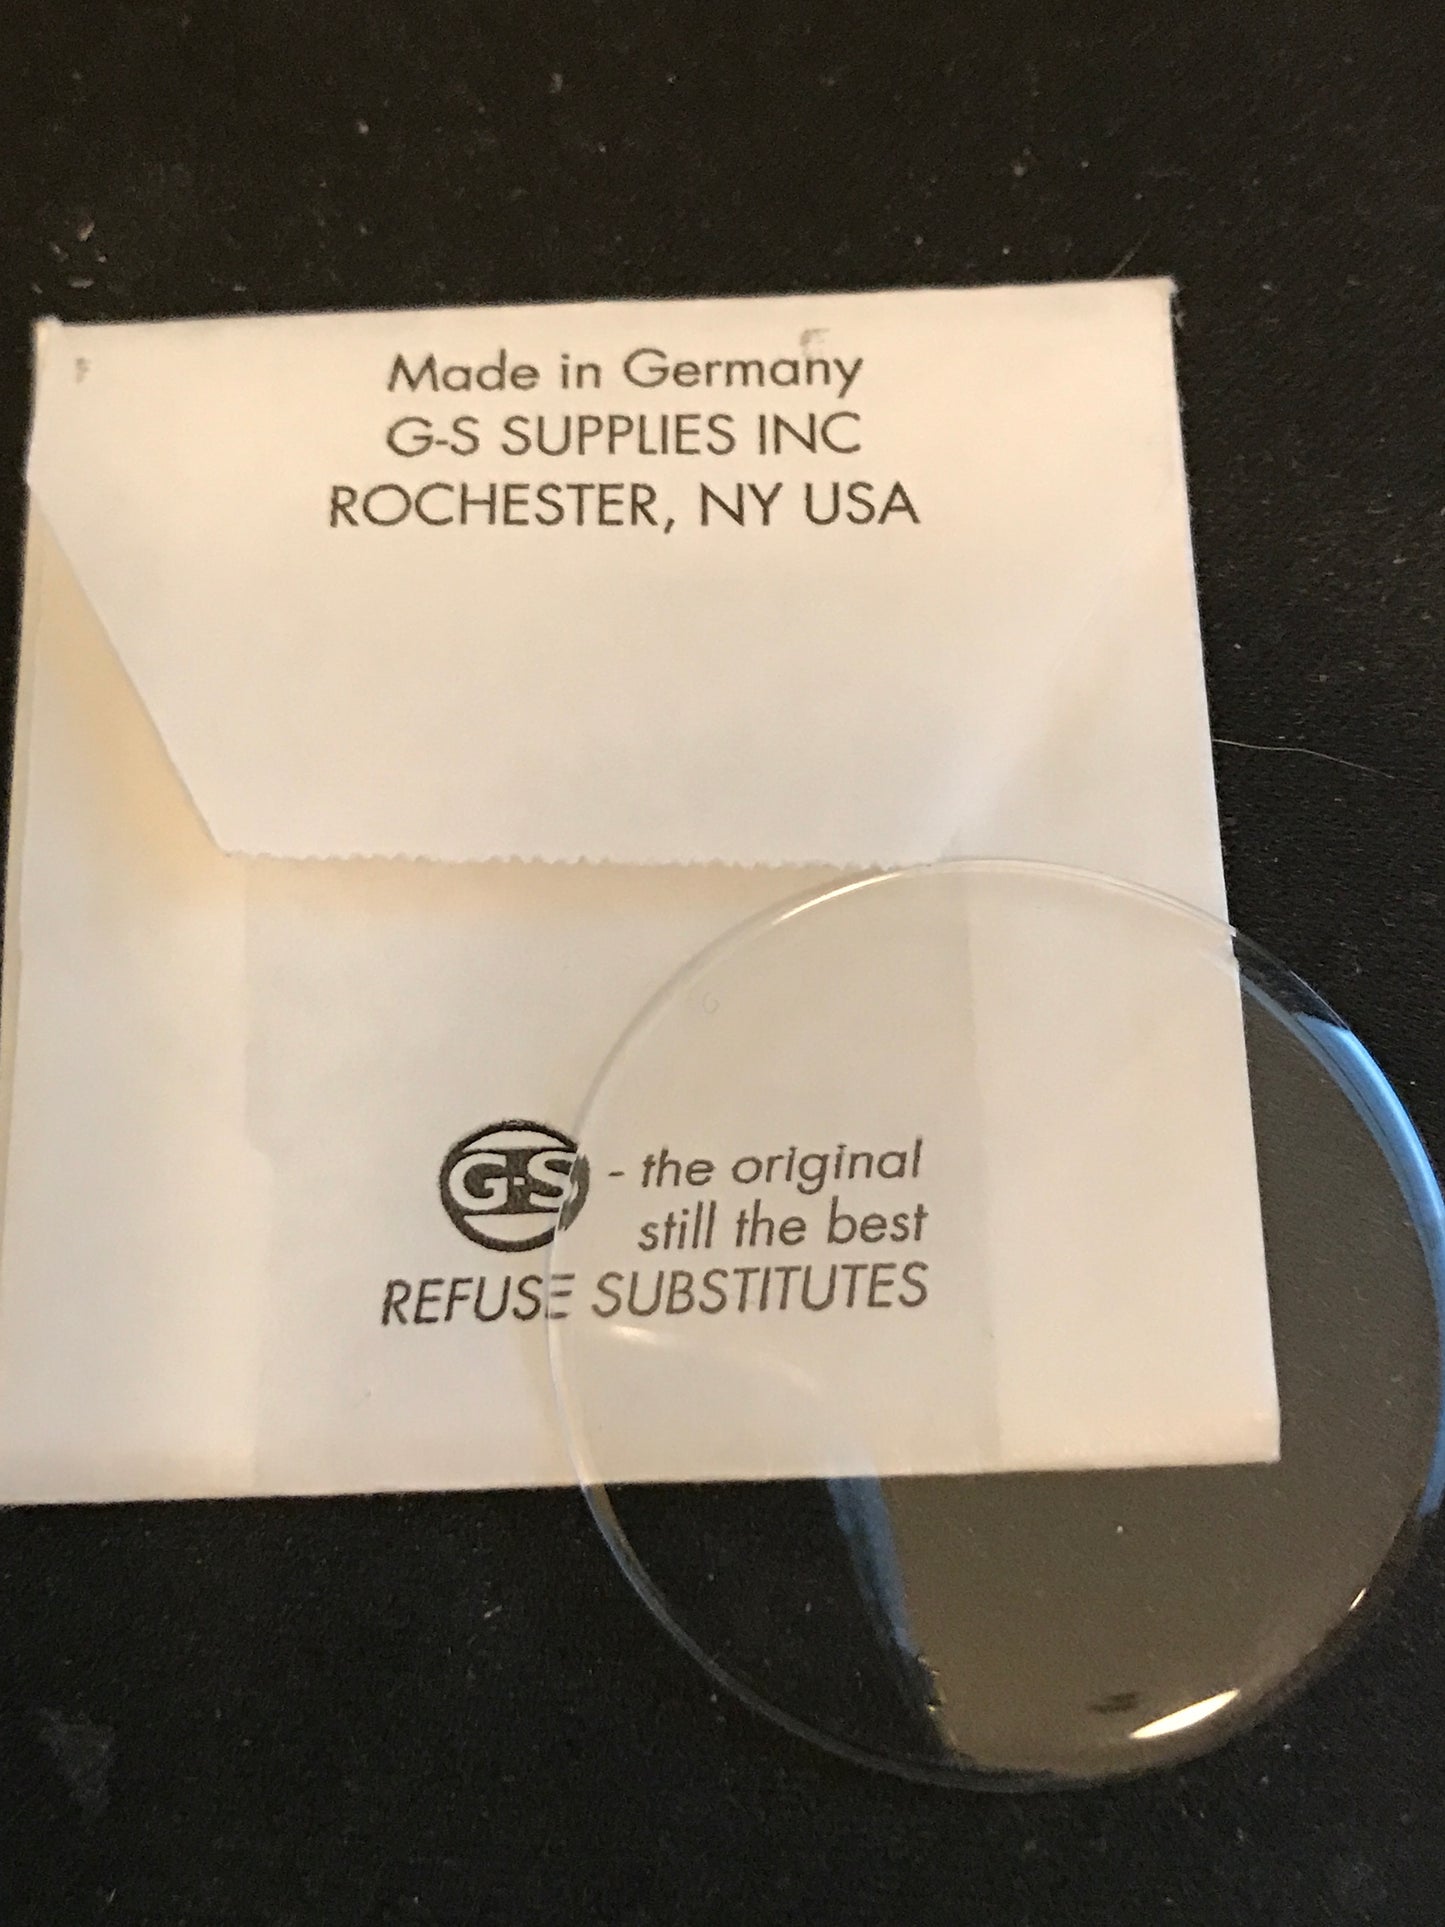 Made in Germany
G-S SUPPLIES INC
ROCHESTER, NY USA
G-S - the original
still the best
REFUSE SUBSTITUTES